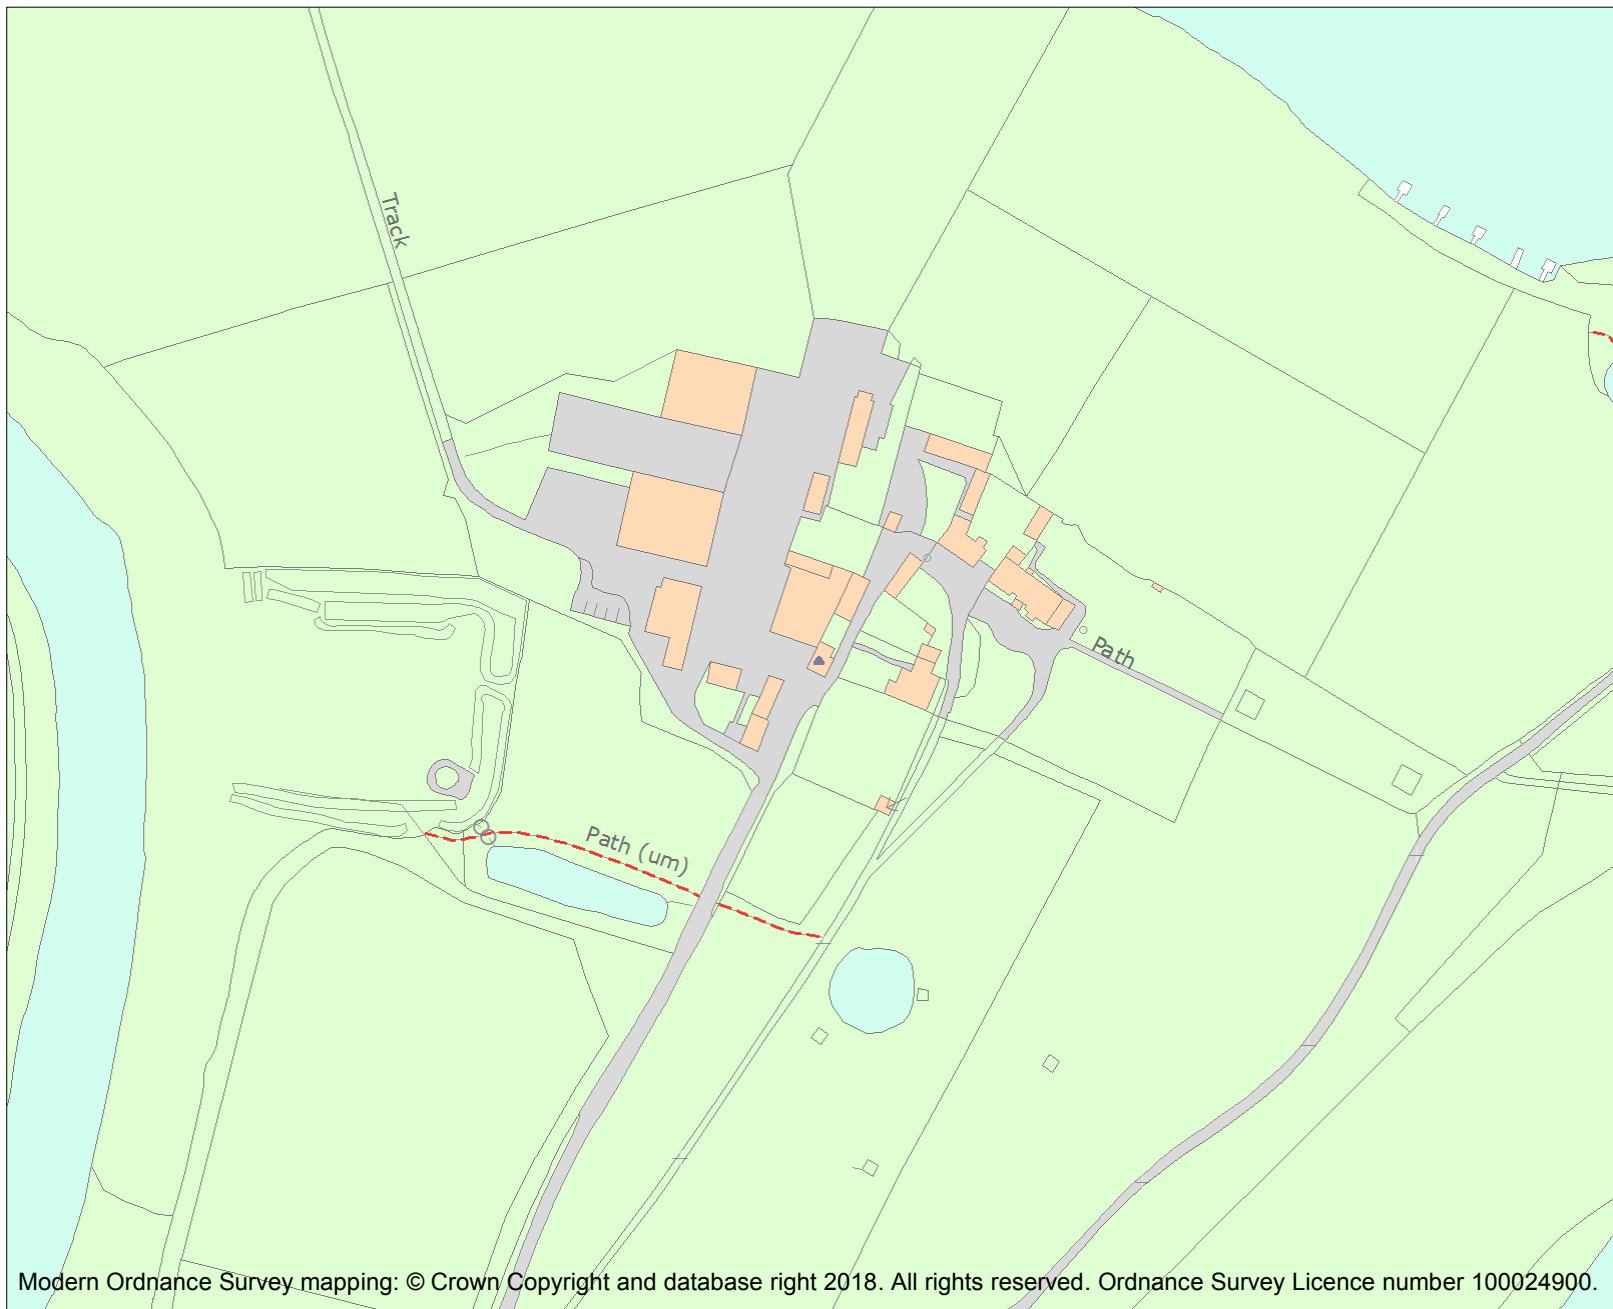 Track
Path
Path (um)
Modern Ordnance Survey mapping: © Crown Copyright and database right 2018. All rights reserved. Ordnance Survey Licence number 100024900.